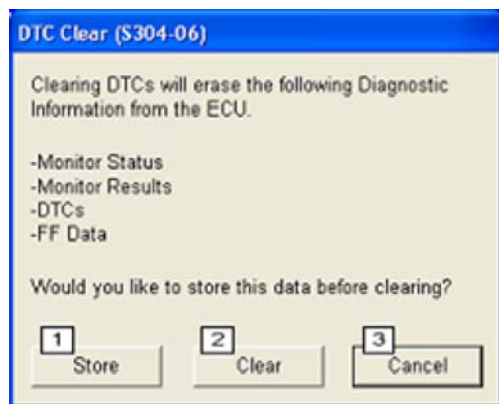 DTC Clear (S304-06)
Clearing DTCs will erase the following Diagnostic
Information from the ECU.
-Monitor Status
-Monitor Results
-DTCs
-FF Data
Would you like to store this data before clearing?
1 2 3
Store Clear Cancel